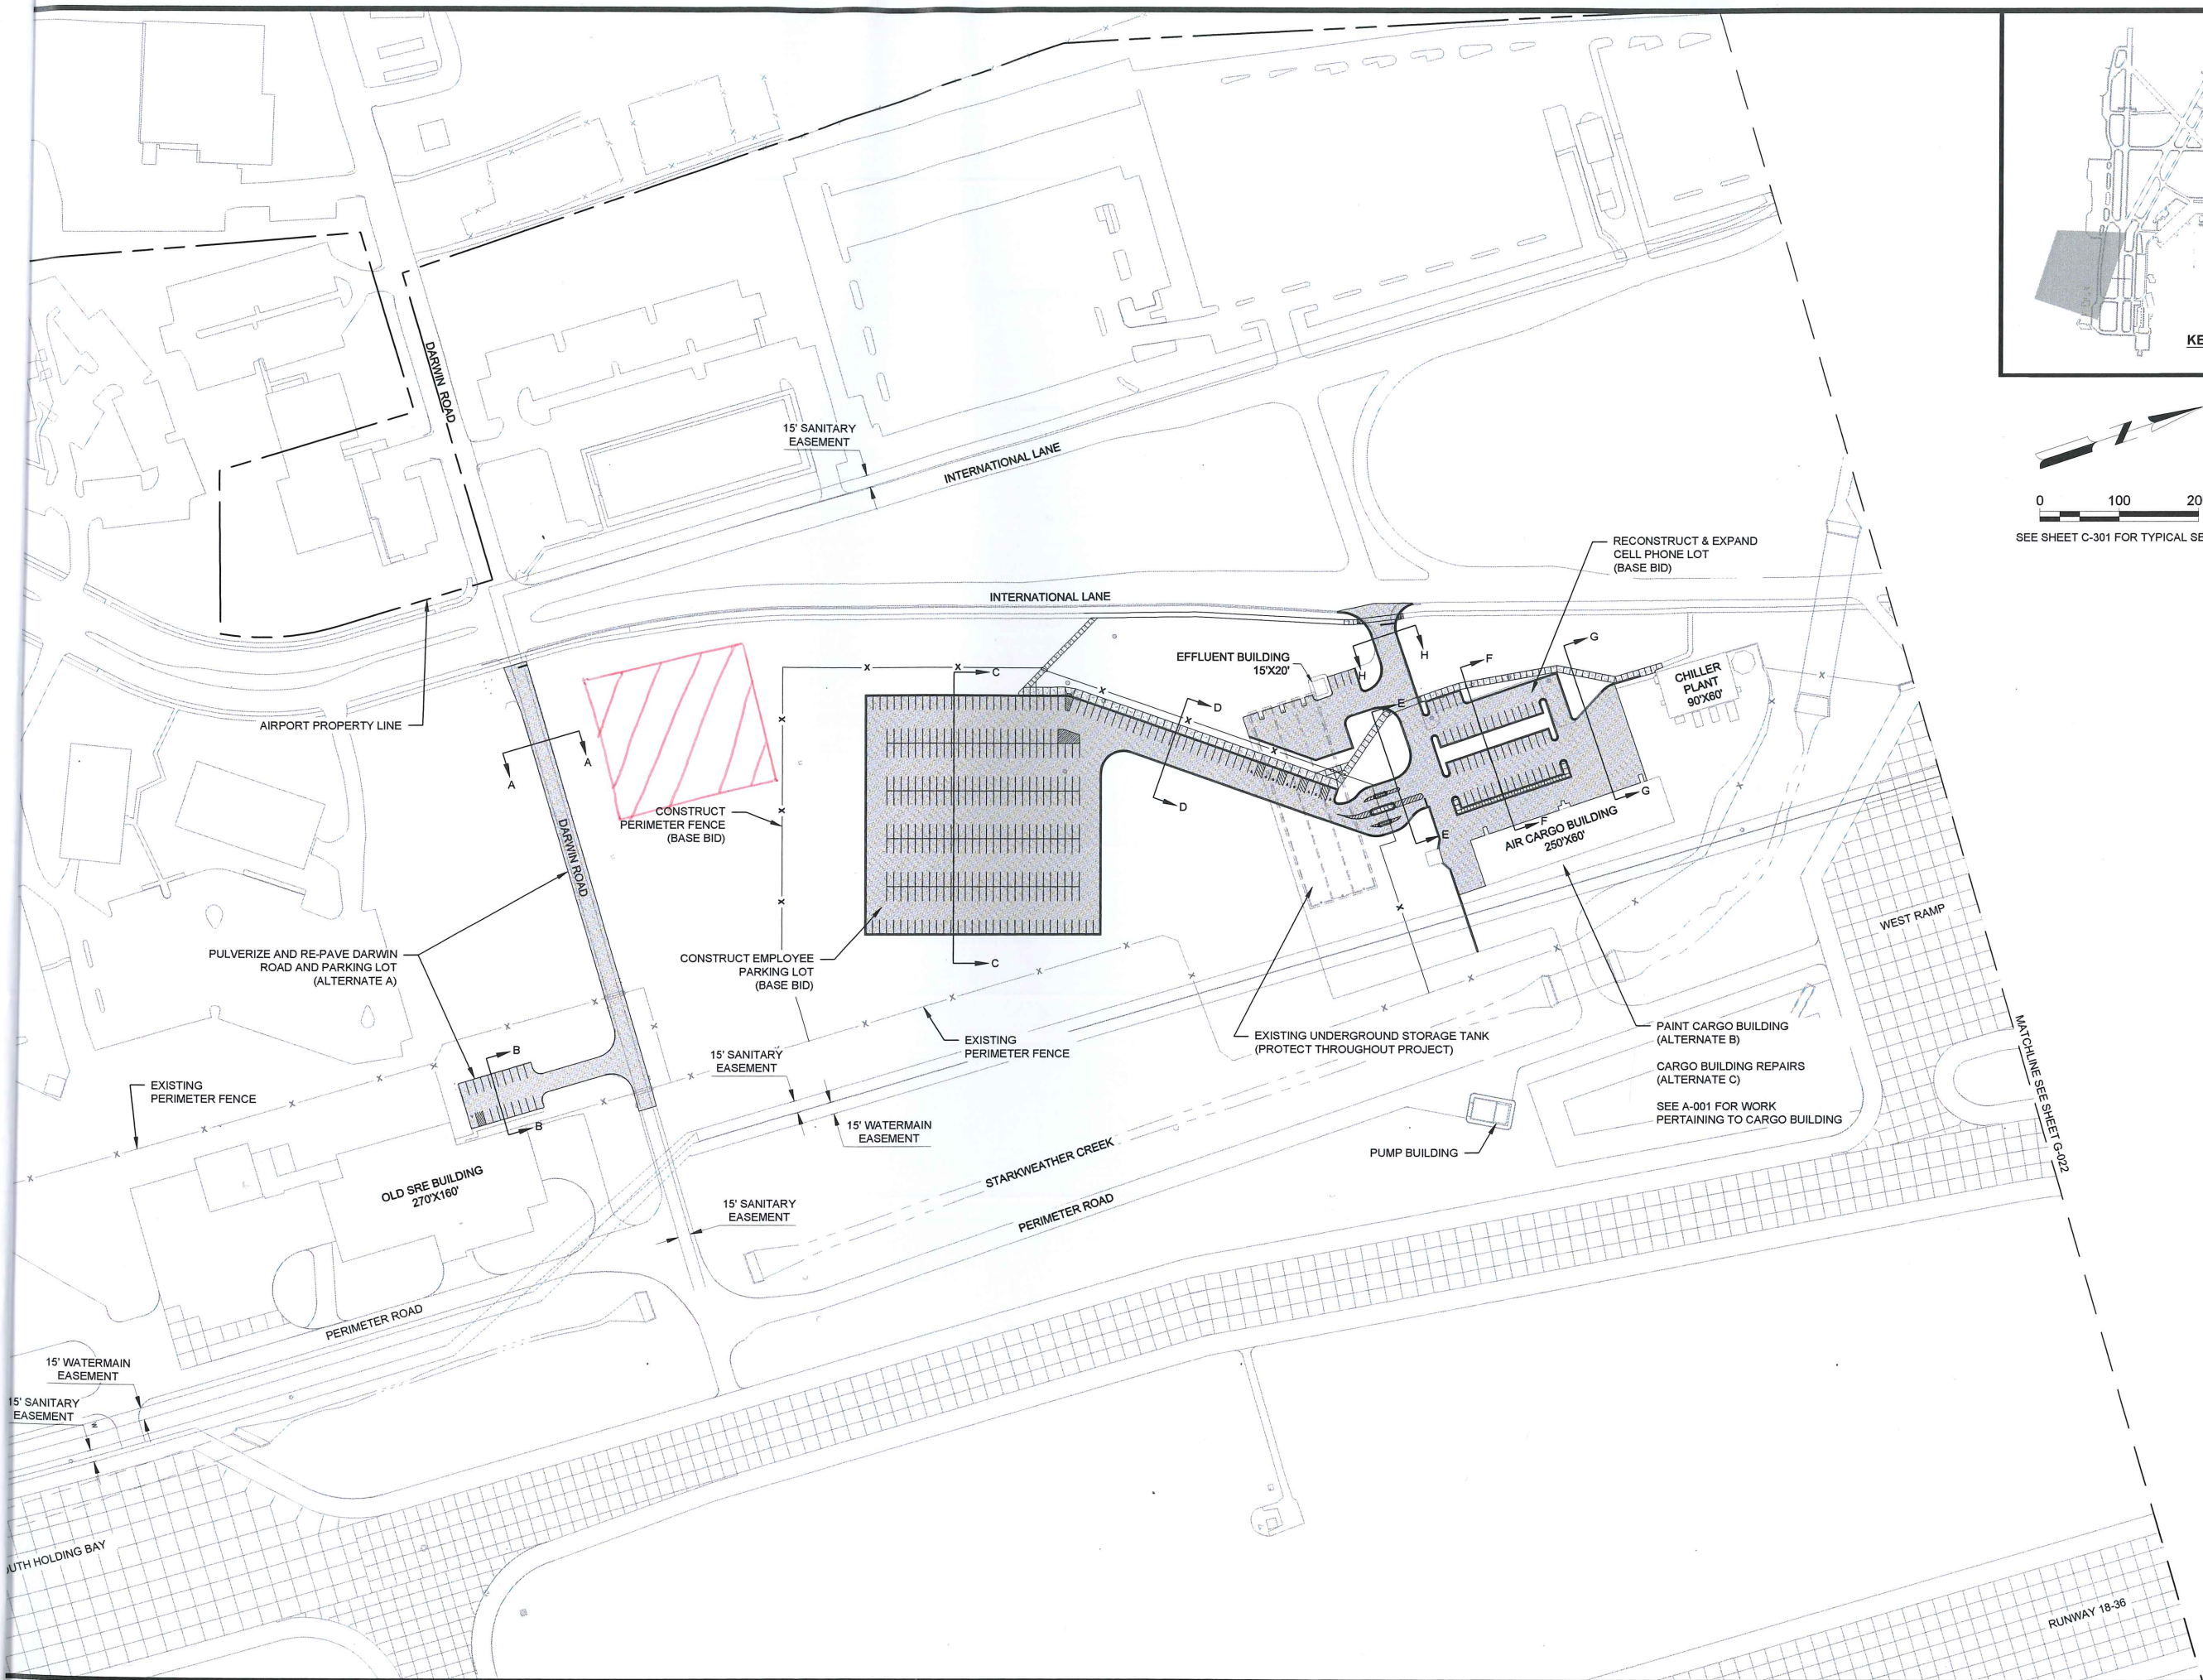 KE
0 100 20
SEE SHEET C-301 FOR TYPICAL SE
DARWIN ROAD
15' SANITARY
EASEMENT
INTERNATIONAL LANE
RECONSTRUCT & EXPAND
CELL PHONE LOT
(BASE BID)
INTERNATIONAL LANE
EFFLUENT BUILDING
15'X20'
H
H
G
F
CHILLER
PLANT
90'X60'
C
D
E
AIRPORT PROPERTY LINE
A
A
CONSTRUCT
PERIMETER FENCE
(BASE BID)
D
G
F
E
AIR CARGO BUILDING
250'X60'
DARWIN ROAD
WEST RAMP
PULVERIZE AND RE-PAVE DARWIN
ROAD AND PARKING LOT
(ALTERNATE A)
CONSTRUCT EMPLOYEE
PARKING LOT
(BASE BID)
C
EXISTING
PERIMETER FENCE
EXISTING UNDERGROUND STORAGE TANK
(PROTECT THROUGHOUT PROJECT)
PAINT CARGO BUILDING
(ALTERNATE B)
CARGO BUILDING REPAIRS
(ALTERNATE C)
SEE A-001 FOR WORK
PERTAINING TO CARGO BUILDING
MATCHLINE SEE SHEET G-022
B
B
15' SANITARY
EASEMENT
EXISTING
PERIMETER FENCE
15' WATERMAIN
EASEMENT
PUMP BUILDING
STARKWEATHER CREEK
OLD SRE BUILDING
270'X160'
15' SANITARY
EASEMENT
PERIMETER ROAD
PERIMETER ROAD
15' WATERMAIN
EASEMENT
15' SANITARY
EASEMENT
UTH HOLDING BAY
RUNWAY 18-36